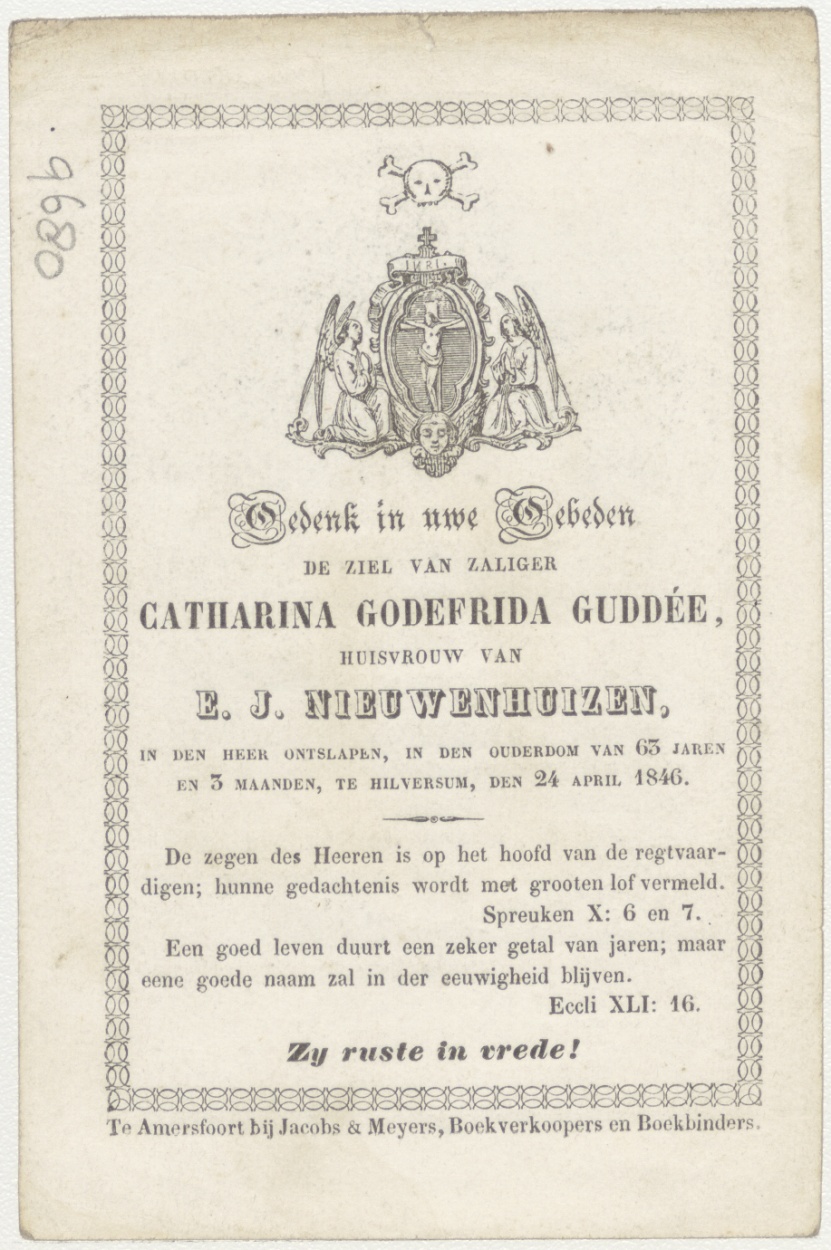 9680
INRI.
Gedenk in uwe Gebeden
DE ZIEL VAN ZALIGER
CATHARINA GODEFRIDA GUDDÉE,
HUISVROUW VAN
E. J. NIEUWENHUIZEN,
IN DEN HEER ONTSLAPEN, IN DEN OUDERDOM VAN 63 JAREN
EN 3 MAANDEN, TE HILVERSUM, DEN 24 APRIL 1846.
De zegen des Heeren is op het hoofd van de regtvaar-
digen; hunne gedachtenis wordt met grooten lof vermeld.
Spreuken X: 6 en 7.
Een goed leven duurt een zeker getal van jaren; maar
eene goede naam zal in der eeuwigheid blijven.
Eccli XLI: 16.
Zy ruste in vrede!
Te Amersfoort bij Jacobs & Meyers, Boekverkoopers en Boekbinders.